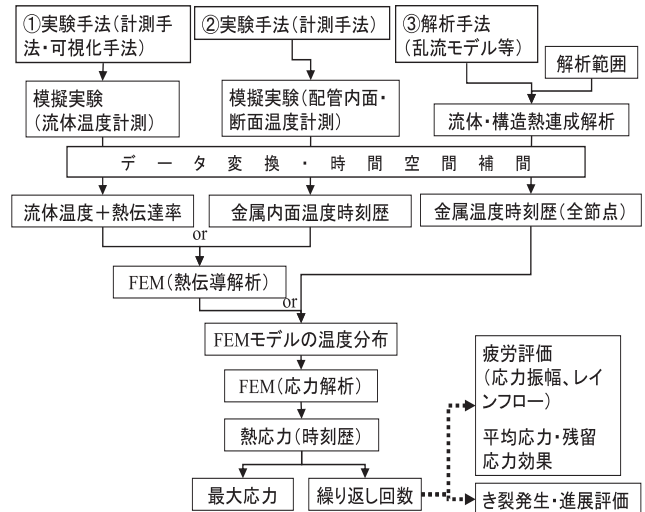 ①実験手法(計測手
法・可視化手法)
②実験手法(計測手法)
③解析手法
(乱流モデル等)
解析範囲
模擬実験
(流体温度計測)
模擬実験(配管内面・
断面温度計測)
流体・構造熱連成解析
データ変換・時間空間補間
流体温度+熱伝達率
金属内面温度時刻歴
金属温度時刻歴(全節点)
or
FEM(熱伝導解析)
or
FEMモデルの温度分布
FEM(応力解析)
熱応力(時刻歴)
最大応力
繰り返し回数
疲労評価
(応力振幅、レイ
ンフロー)
平均応力・残留
応力効果
き裂発生・進展評価